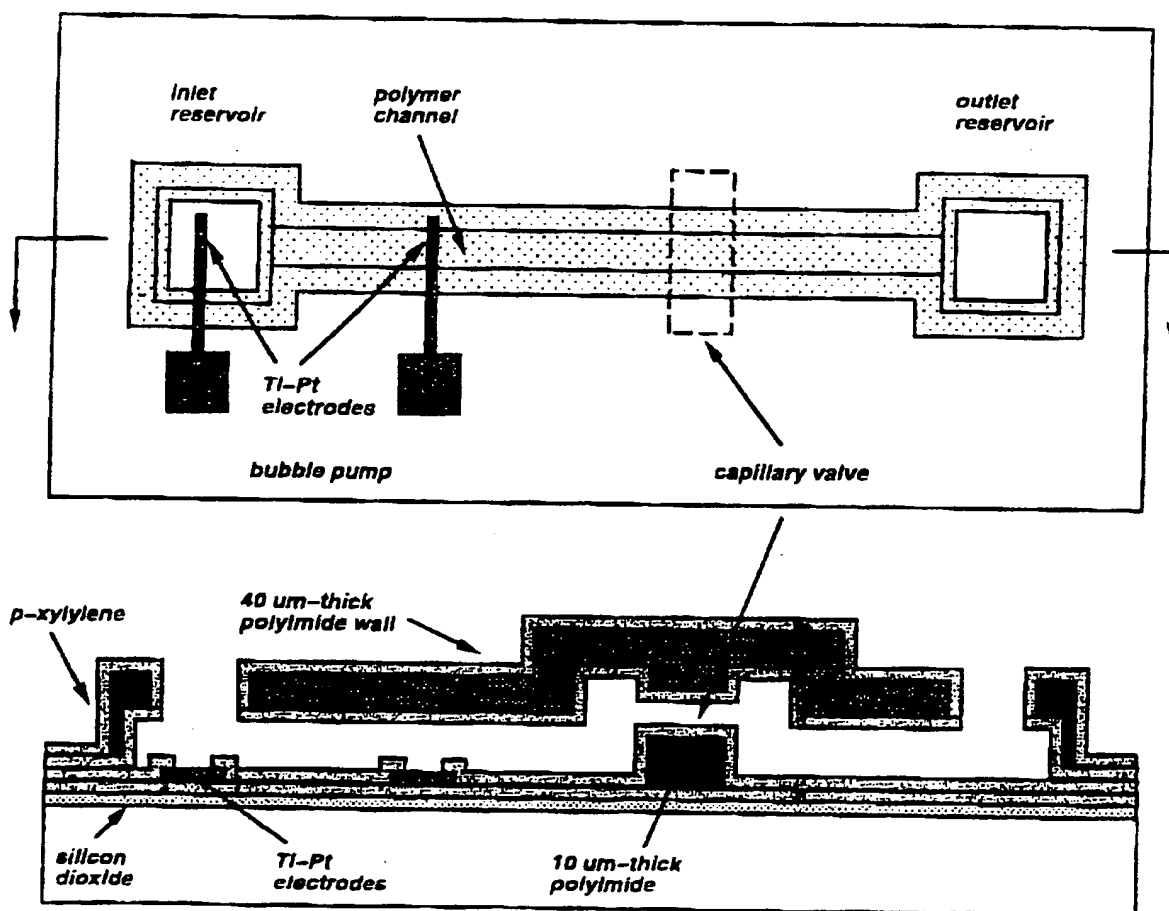 inlet
reservoir
polymer
channel
outlet
reservoir
Ti-Pt
electrodes
bubble pump
capillary valve
p-xylylene
40 um-thick
polyimide wall
silicon
dioxide
Ti-Pt
electrodes
10 um-thick
polyimide